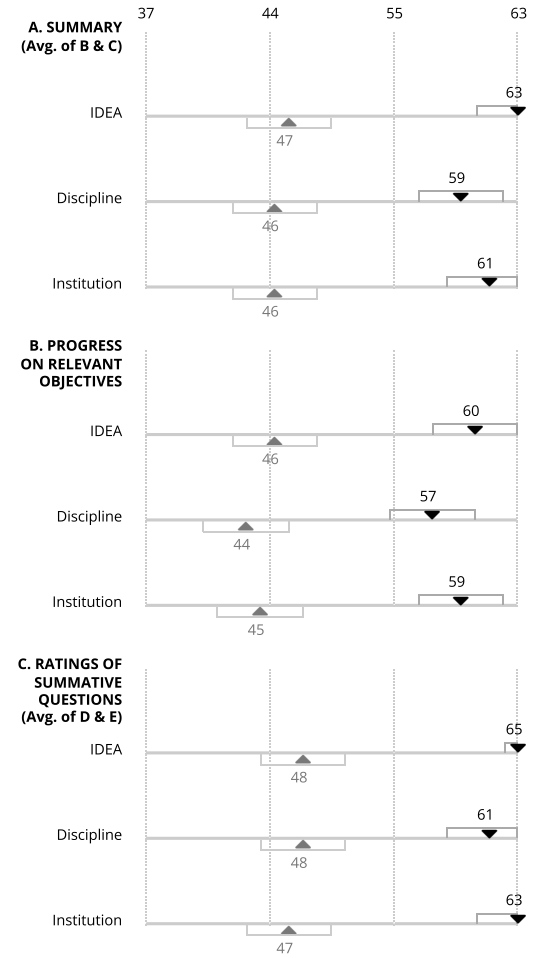 37 44 55 63
A. SUMMARY
(Avg. of B & C)
63
IDEA
47
59
Discipline
46
61
Institution
46
B. PROGRESS
ON RELEVANT
OBJECTIVES
60
IDEA
46
57
Discipline
44
59
Institution
45
C. RATINGS OF
SUMMATIVE
QUESTIONS
(Avg. of D & E)
65
IDEA
48
61
Discipline
48
63
Institution
47